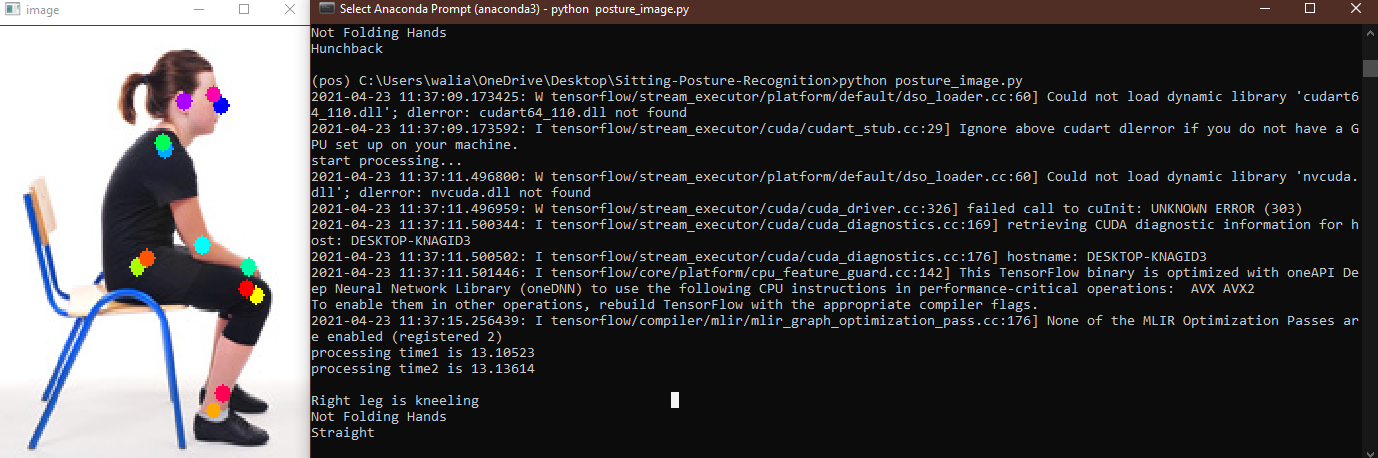 image
Select Anaconda Prompt (anaconda3) - python  posture_image.py
Not Folding Hands
Hunchback
(pos) C:\Users\walia\OneDrive\Desktop\Sitting-Posture-Recognition>python posture_image.py
2021-04-23 11:37:09.173425: W tensorflow/stream_executor/platform/default/dso_loader.cc:60] Could not load dynamic library 'cudart6
4_110.dll'; dlerror: cudart64_110.dll not found
2021-04-23 11:37:09.173592: I tensorflow/stream_executor/cuda/cudart_stub.cc:29] Ignore above cudart dlerror if you do not have a G
PU set up on your machine.
start processing...
2021-04-23 11:37:11.496800: W tensorflow/stream_executor/platform/default/dso_loader.cc:60] Could not load dynamic library 'nvcuda.
dll'; dlerror: nvcuda.dll not found
2021-04-23 11:37:11.496959: W tensorflow/stream_executor/cuda/cuda_driver.cc:326] failed call to cuInit: UNKNOWN ERROR (303)
2021-04-23 11:37:11.500344: I tensorflow/stream_executor/cuda/cuda_diagnostics.cc:169] retrieving CUDA diagnostic information for h
ost: DESKTOP-KNAGID3
2021-04-23 11:37:11.500502: I tensorflow/stream_executor/cuda/cuda_diagnostics.cc:176] hostname: DESKTOP-KNAGID3
2021-04-23 11:37:11.501446: I tensorflow/core/platform/cpu_feature_guard.cc:142] This TensorFlow binary is optimized with oneAPI De
ep Neural Network Library (oneDNN) to use the following CPU instructions in performance-critical operations:  AVX AVX2
To enable them in other operations, rebuild TensorFlow with the appropriate compiler flags.
2021-04-23 11:37:15.256439: I tensorflow/compiler/mlir/mlir_graph_optimization_pass.cc:176] None of the MLIR Optimization Passes ar
e enabled (registered 2)
processing time1 is 13.10523
processing time2 is 13.13614
Right leg is kneeling
Not Folding Hands
Straight